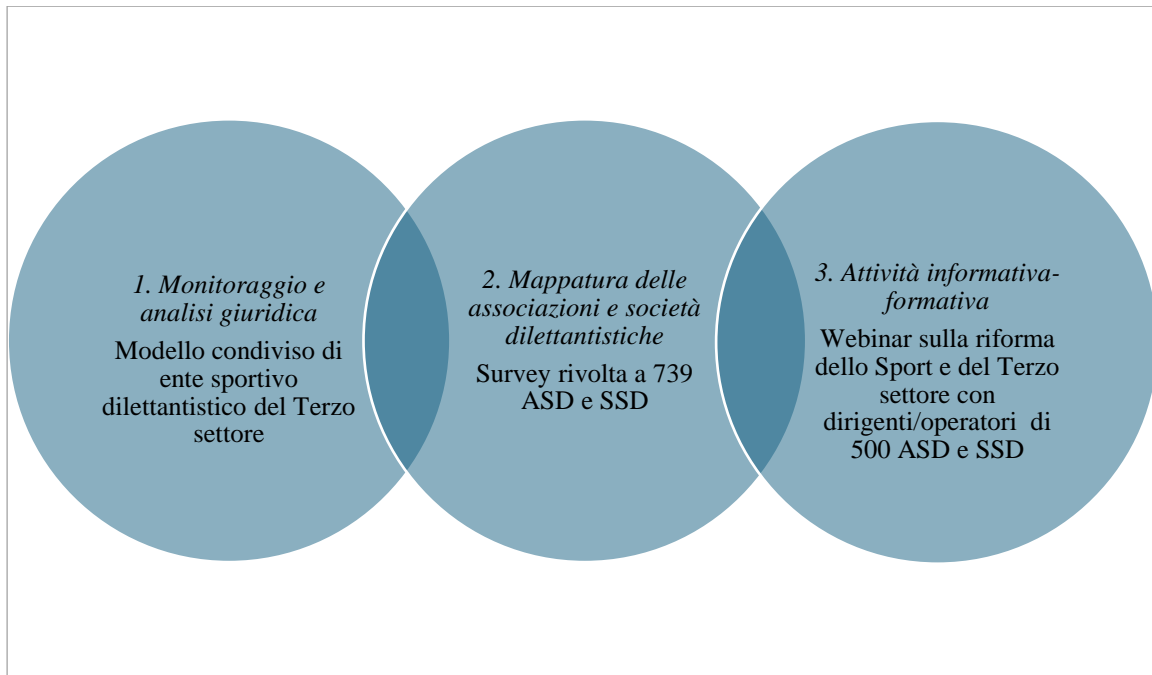 1. Monitoraggio e
analisi giuridica
Modello condiviso di
ente sportivo
dilettantistico del Terzo
settore
2. Mappatura delle
associazioni e società
dilettantistiche
Survey rivolta a 739
ASD e SSD
3. Attività informativa-
formativa
Webinar sulla riforma
dello Sport e del Terzo
settore con
dirigenti/operatori di
500 ASD e SSD